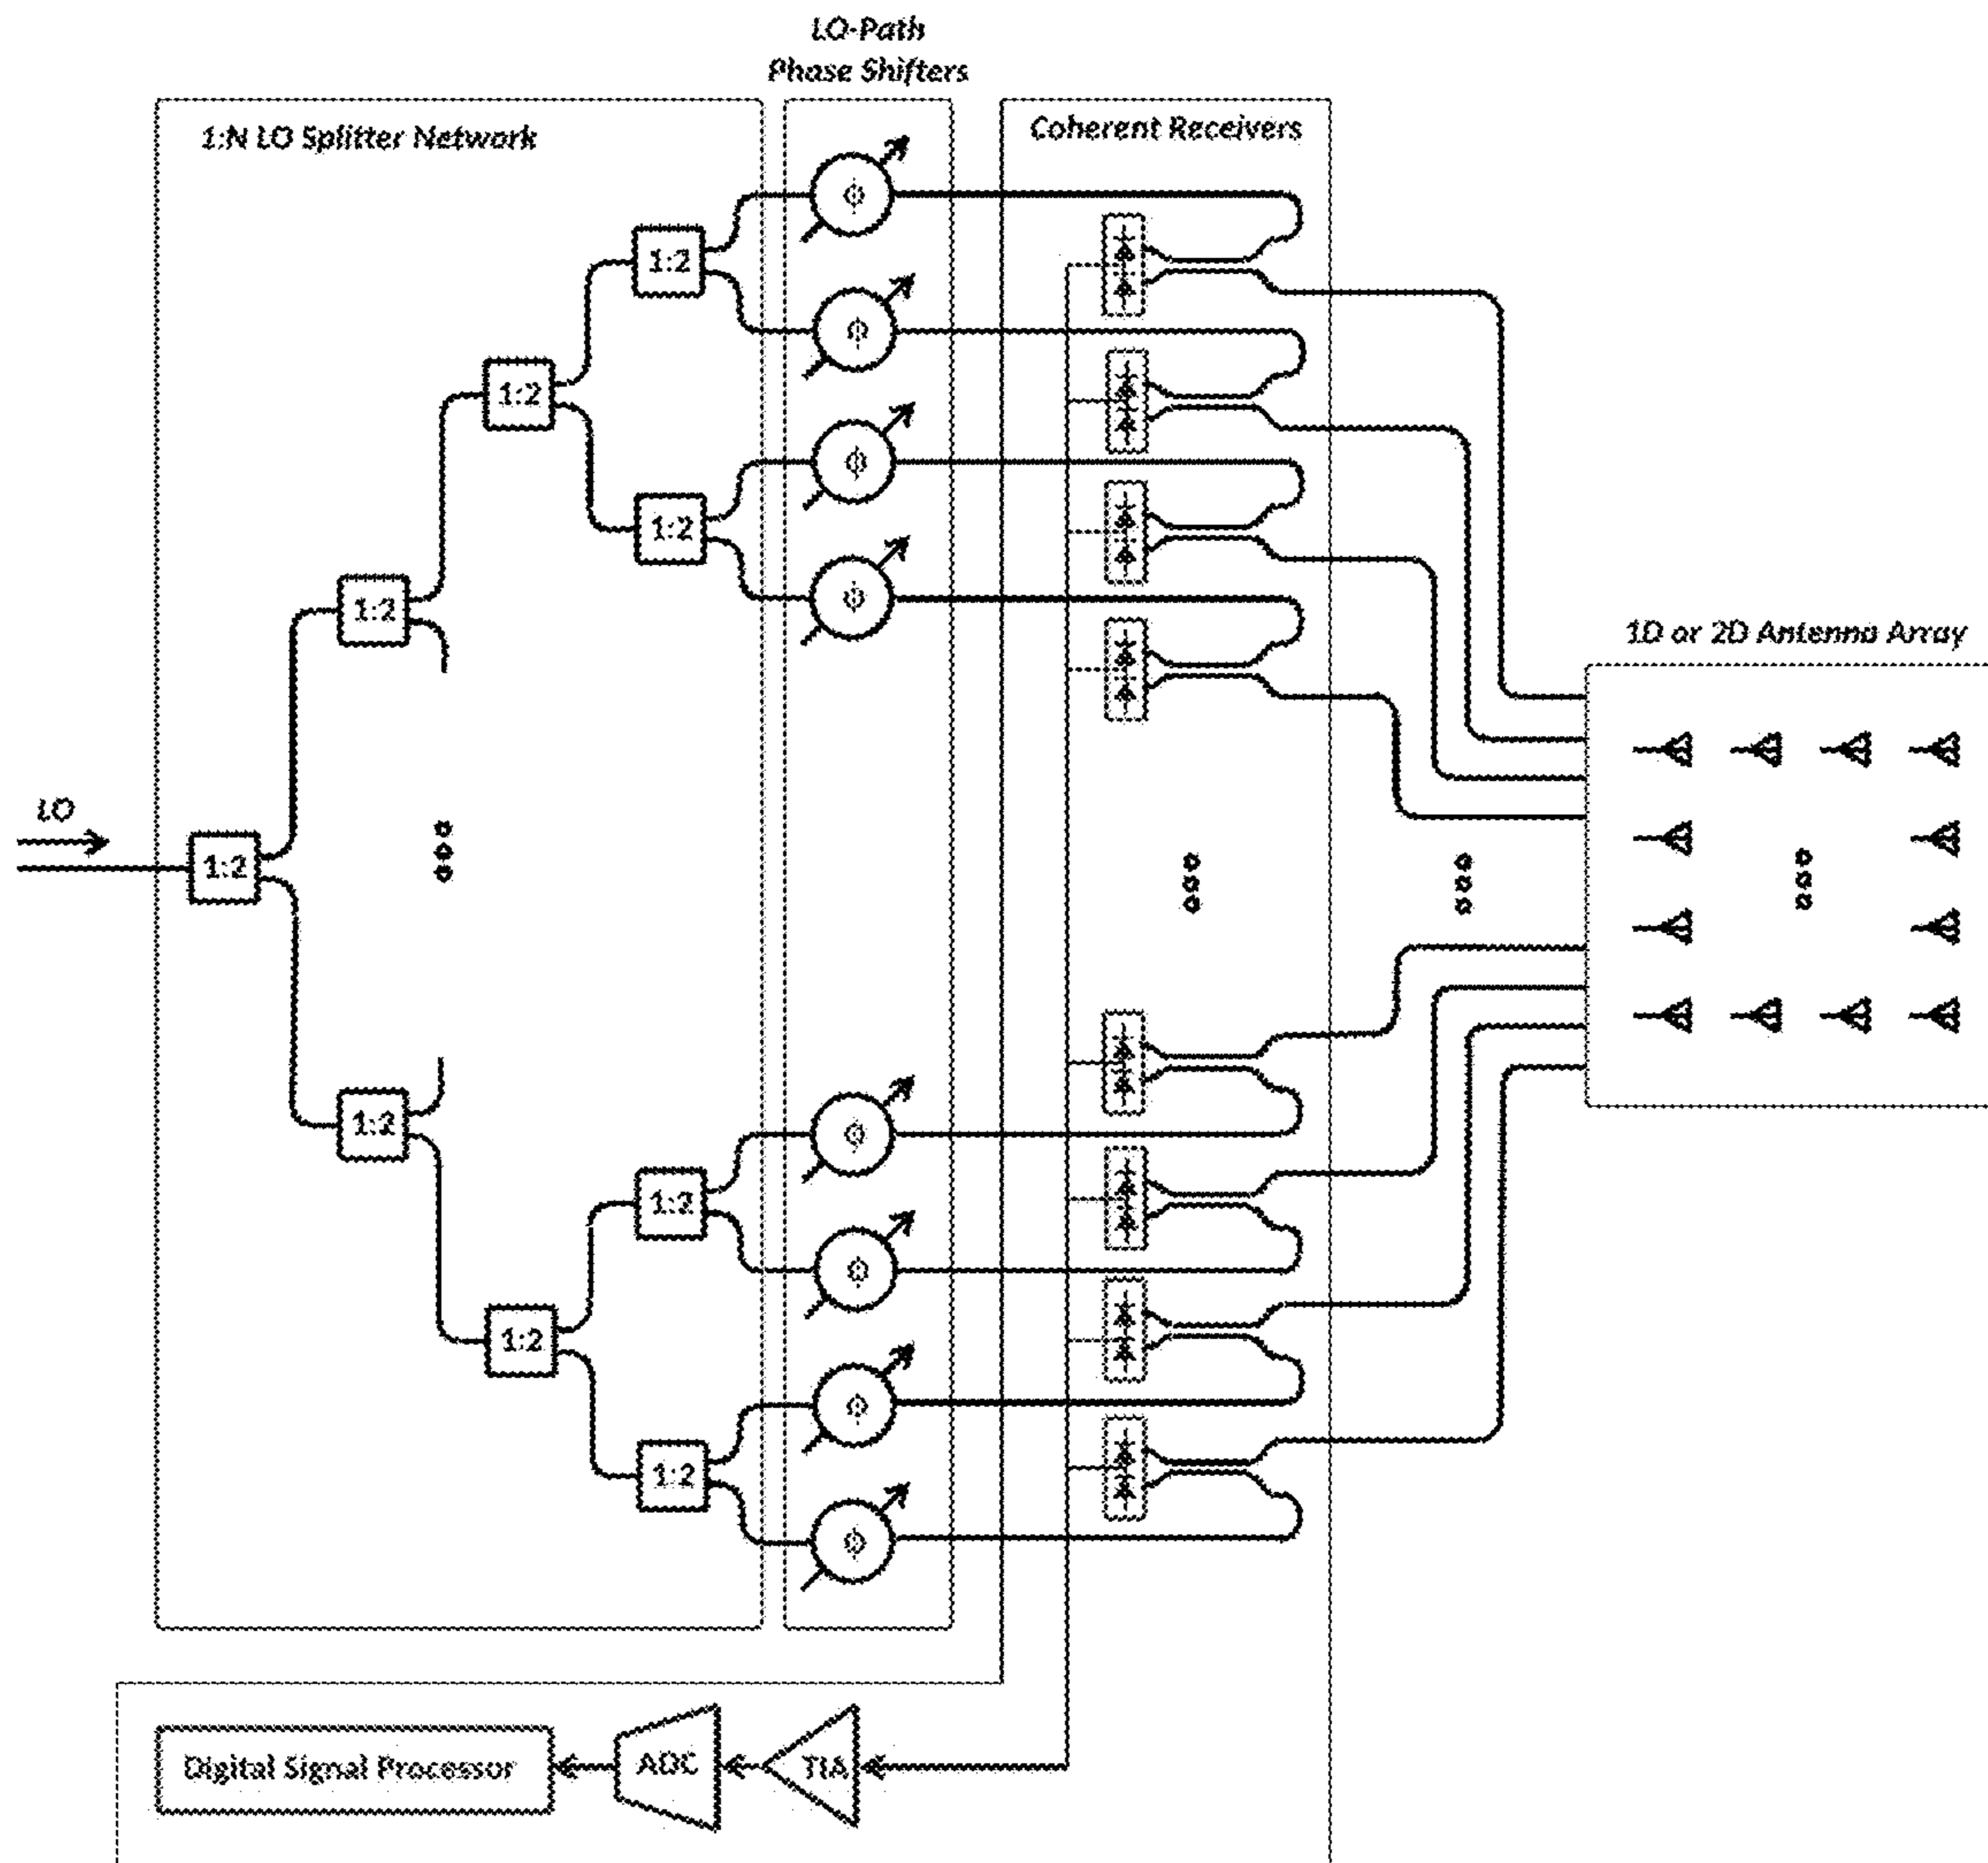 LO-Path
Phase Shifters
1:N LO Splitter Network
Coherent Receivers
ϕ
1:2
ϕ
1:2
ϕ
1:2
ϕ
1:2
1D or 2D Antenna Array
LO
1:2
1:2
ϕ
1:2
ϕ
1:2
ϕ
1:2
ϕ
Digital Signal Processor
ADC
TIA